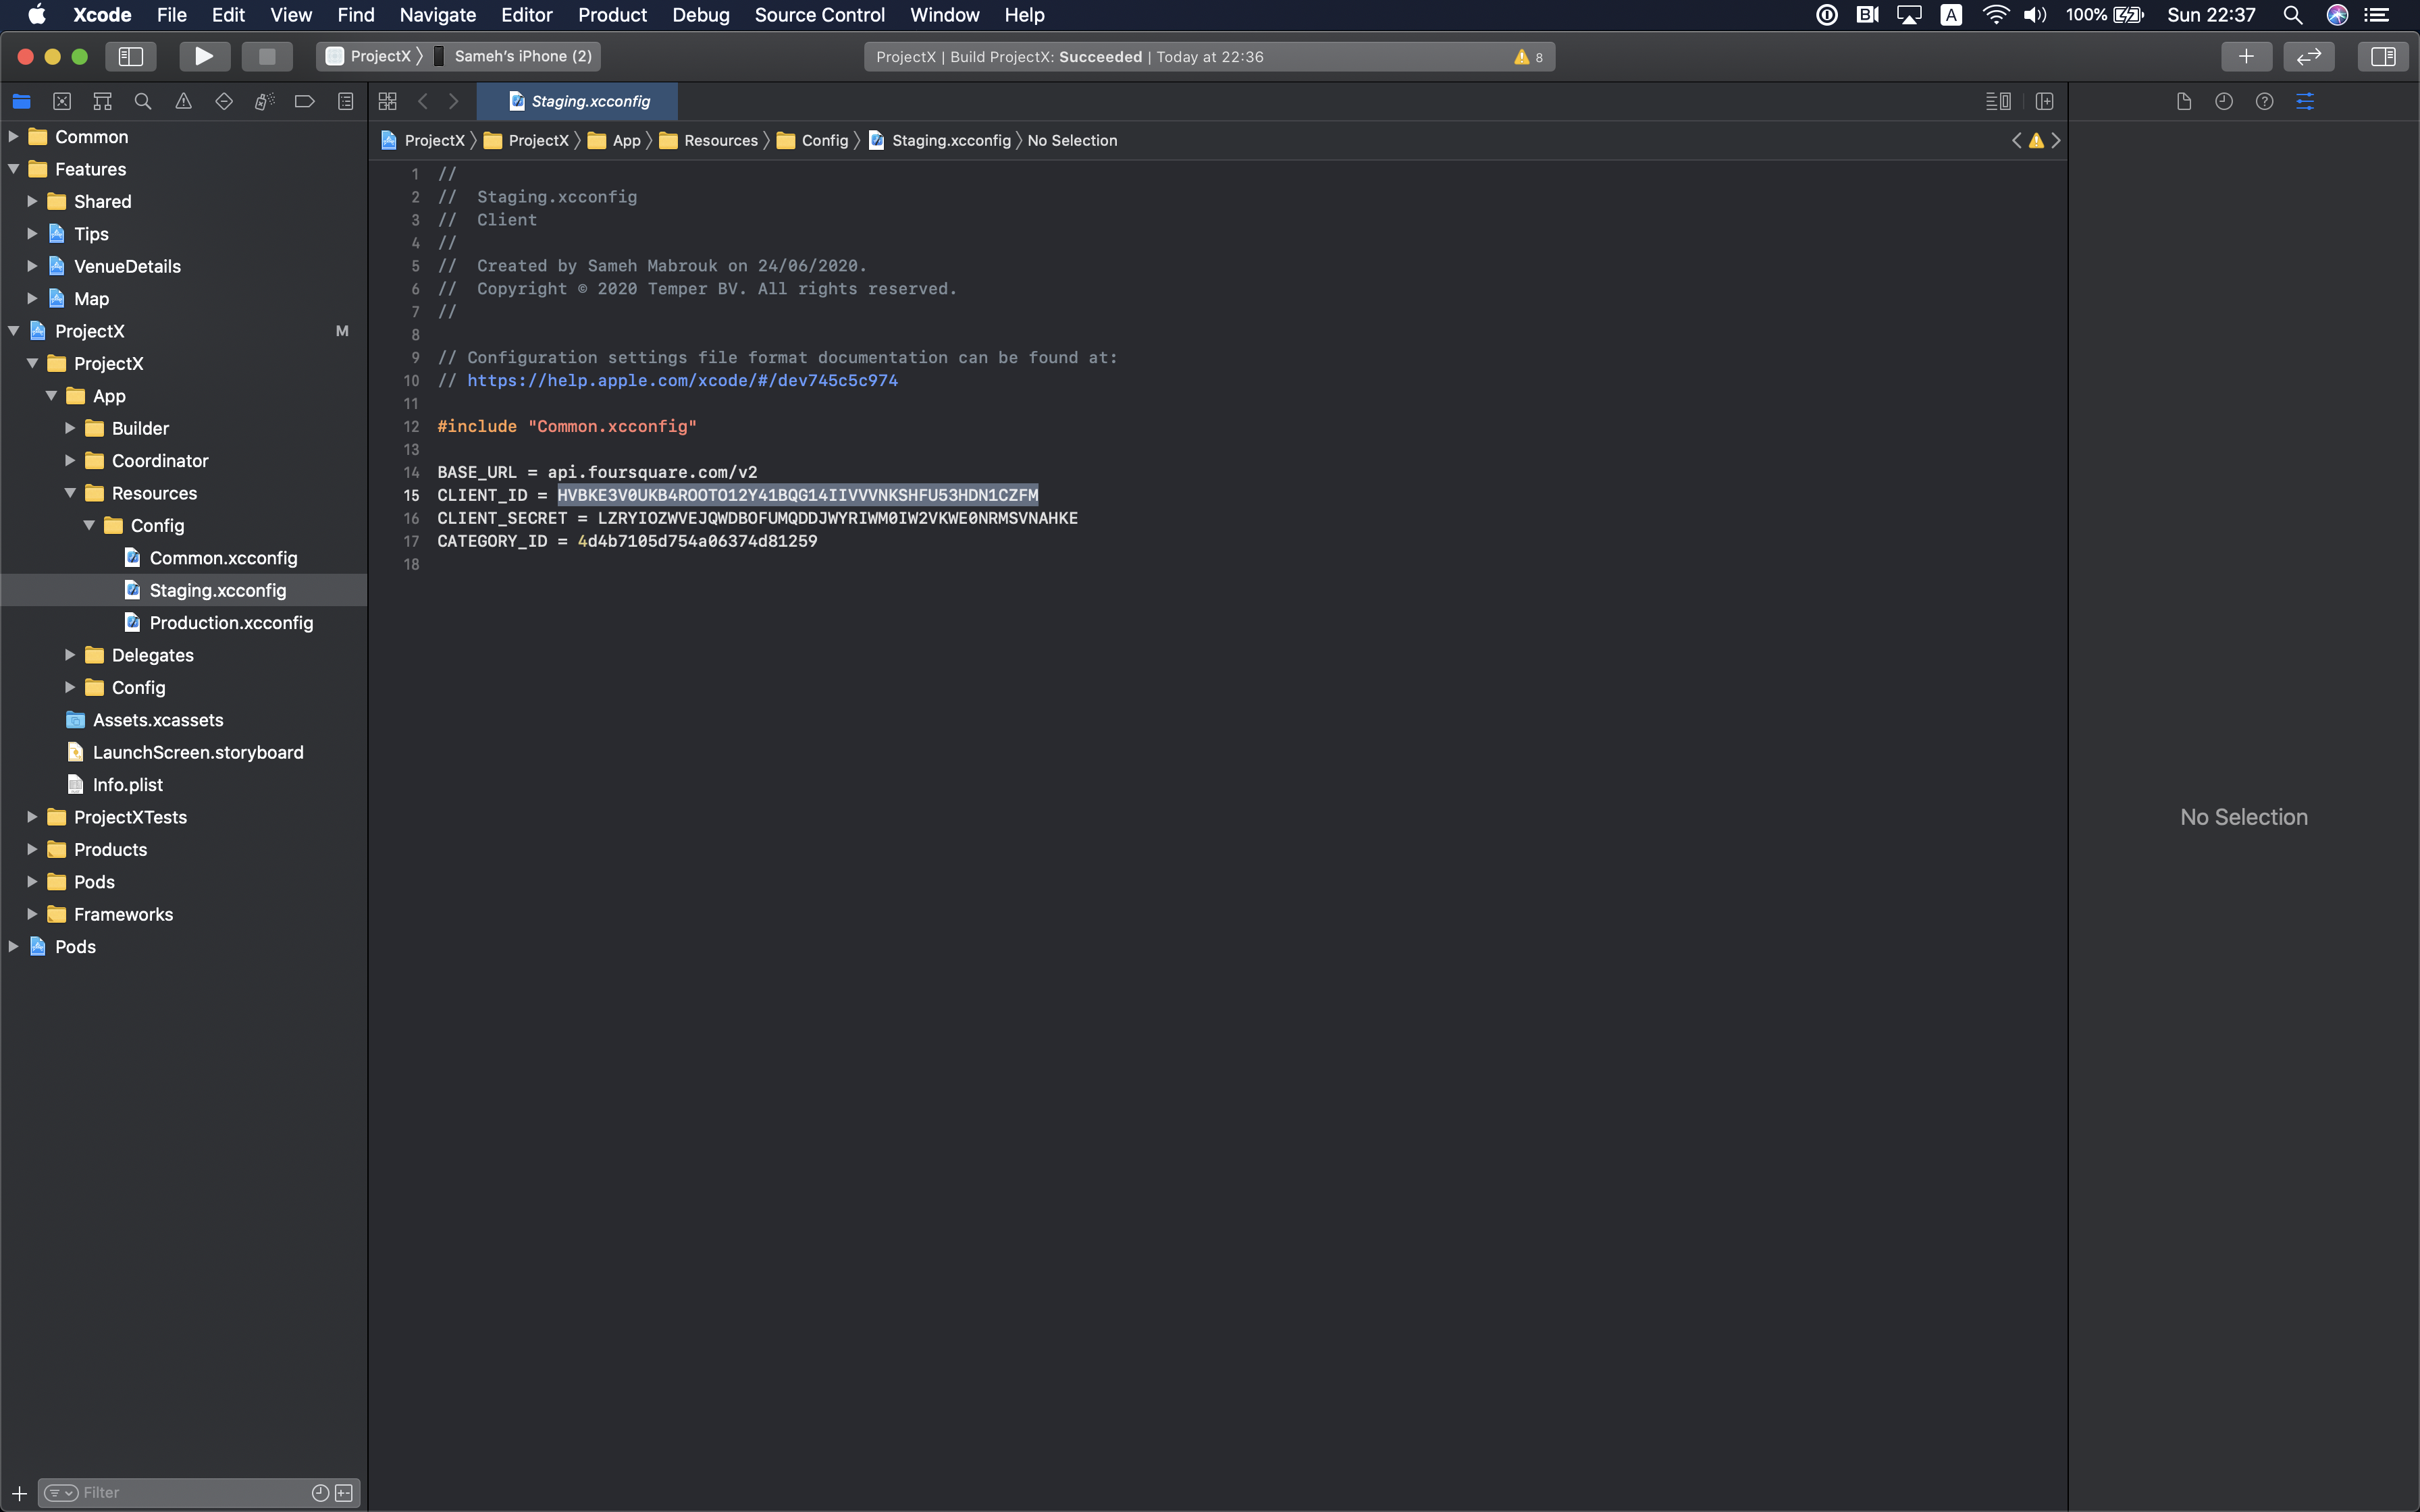 Xcode File Edit View Find Navigate Editor Product Debug Source Control Window Help 100% Sun 22:37
ProjectX Sameh's iPhone (2) ProjectX | Build ProjectX: Succeeded | Today at 22:36 8
Staging.xcconfig
ProjectX ProjectX App Resources Config Staging.xcconfig No Selection
Common
Features
Shared
Tips
VenueDetails
Map
ProjectX M
ProjectX
App
Builder
Coordinator
Resources
Config
Common.xcconfig
Staging.xcconfig
Production.xcconfig
Delegates
Config
Assets.xcassets
LaunchScreen.storyboard
Info.plist
ProjectXTests
Products
Pods
Frameworks
Pods
Filter
1 //
2 // Staging.xcconfig
3 // Client
4 //
5 // Created by Sameh Mabrouk on 24/06/2020.
6 // Copyright © 2020 Temper BV. All rights reserved.
7 //
8
9 // Configuration settings file format documentation can be found at:
10 // https://help.apple.com/xcode/#/dev745c5c974
11
12 #include "Common.xcconfig"
13
14 BASE_URL = api.foursquare.com/v2
15 CLIENT_ID = HVBKE3V0UKB4ROOTO12Y41BQG14IIVVVNKSHFU53HDN1CZFM
16 CLIENT_SECRET = LZRYIOZWVEJQWDBOFUMQDDJWYRIWM0IW2VKWE0NRMSVNAHKE
17 CATEGORY_ID = 4d4b7105d754a06374d81259
18
No Selection